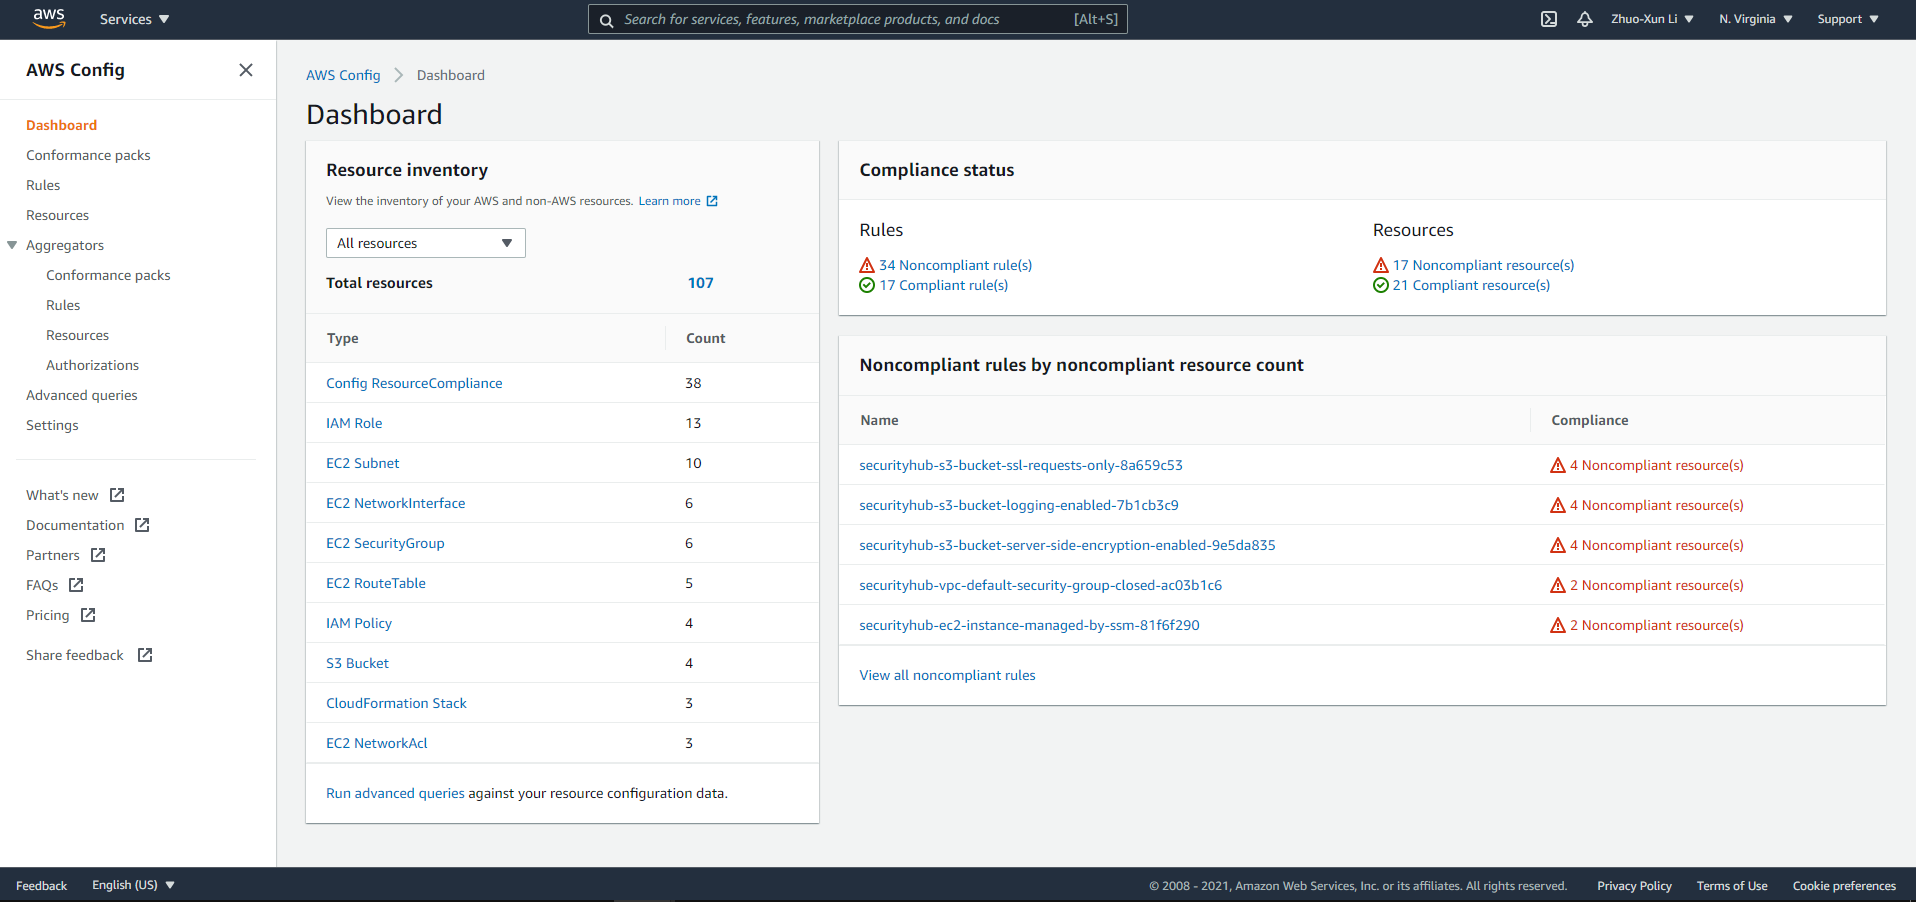 aws Services Search for services, features, marketplace products, and docs [Alt+S] Zhuo-Xun Li N. Virginia Support
AWS Config
Dashboard
Conformance packs
Rules
Resources
Aggregators
Conformance packs
Rules
Resources
Authorizations
Advanced queries
Settings
What's new
Documentation
Partners
FAQs
Pricing
Share feedback
AWS Config Dashboard
Dashboard
Resource inventory
View the inventory of your AWS and non-AWS resources. Learn more
All resources
Total resources 107
Type Count
Config ResourceCompliance 38
IAM Role 13
EC2 Subnet 10
EC2 NetworkInterface 6
EC2 SecurityGroup 6
EC2 RouteTable 5
IAM Policy 4
S3 Bucket 4
CloudFormation Stack 3
EC2 NetworkAcl 3
Run advanced queries against your resource configuration data.
Compliance status
Rules
34 Noncompliant rule(s)
17 Compliant rule(s)
Resources
17 Noncompliant resource(s)
21 Compliant resource(s)
Noncompliant rules by noncompliant resource count
Name Compliance
securityhub-s3-bucket-ssl-requests-only-8a659c53 4 Noncompliant resource(s)
securityhub-s3-bucket-logging-enabled-7b1cb3c9 4 Noncompliant resource(s)
securityhub-s3-bucket-server-side-encryption-enabled-9e5da835 4 Noncompliant resource(s)
securityhub-vpc-default-security-group-closed-ac03b1c6 2 Noncompliant resource(s)
securityhub-ec2-instance-managed-by-ssm-81f6f290 2 Noncompliant resource(s)
View all noncompliant rules
Feedback English (US) © 2008 - 2021, Amazon Web Services, Inc. or its affiliates. All rights reserved. Privacy Policy Terms of Use Cookie preferences